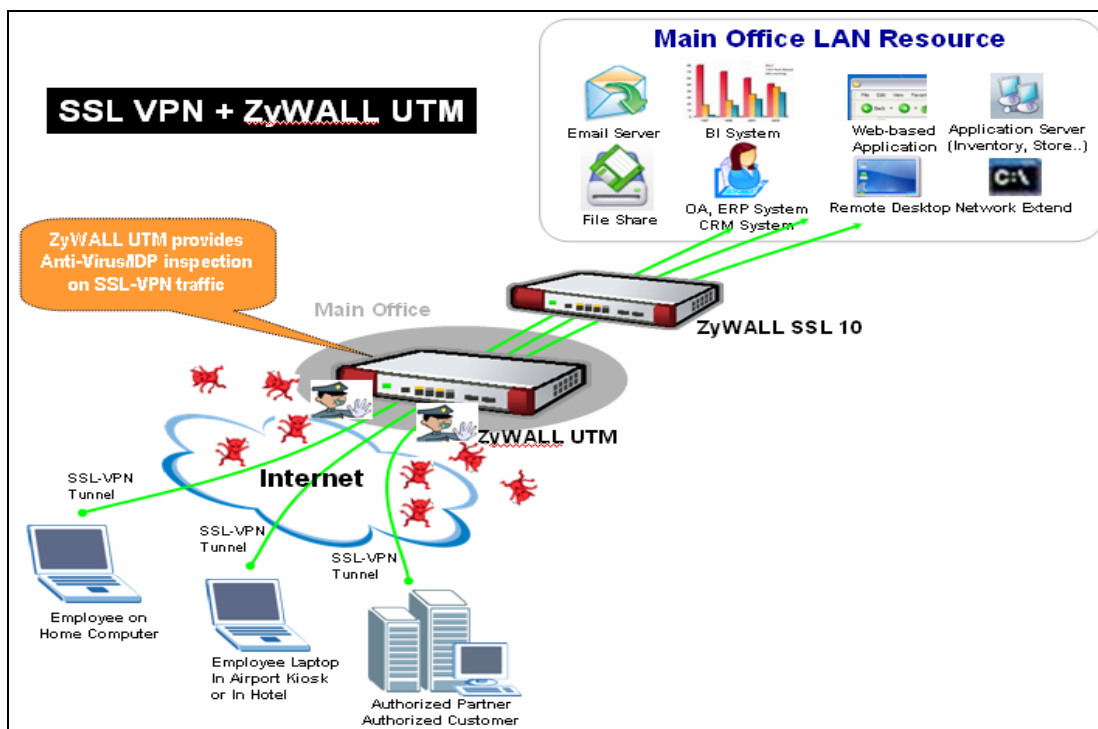 Main Office LAN Resource
SSL VPN + ZyWALL UTM
Email Server
BI System
Web-based
Application
Application Server
(Inventory, Store..)
File Share
OA, ERP System
CRM System
Remote Desktop
Network Extend
C:\
ZyWALL UTM provides
Anti-Virus/IDP inspection
on SSL-VPN traffic
Main Office
ZyWALL SSL 10
ZyWALL UTM
Internet
SSL-VPN
Tunnel
SSL-VPN
Tunnel
SSL-VPN
Tunnel
Employee on
Home Computer
Employee Laptop
In Airport Kiosk
or In Hotel
Authorized Partner
Authorized Customer